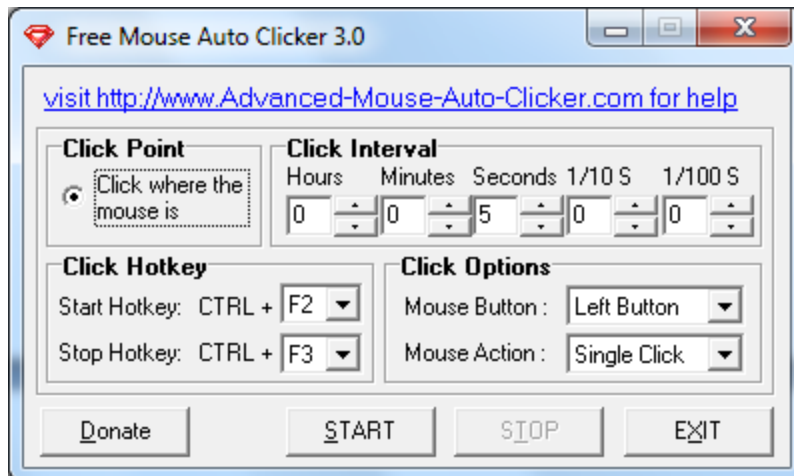 Free Mouse Auto Clicker 3.0
visit http://www.Advanced-Mouse-Auto-Clicker.com for help
Click Point
Click where the
mouse is
Click Interval
Hours Minutes Seconds 1/10 S 1/100 S
0 0 5 0 0
Click Hotkey
Start Hotkey: CTRL + F2
Stop Hotkey: CTRL + F3
Click Options
Mouse Button : Left Button
Mouse Action : Single Click
Donate START STOP EXIT